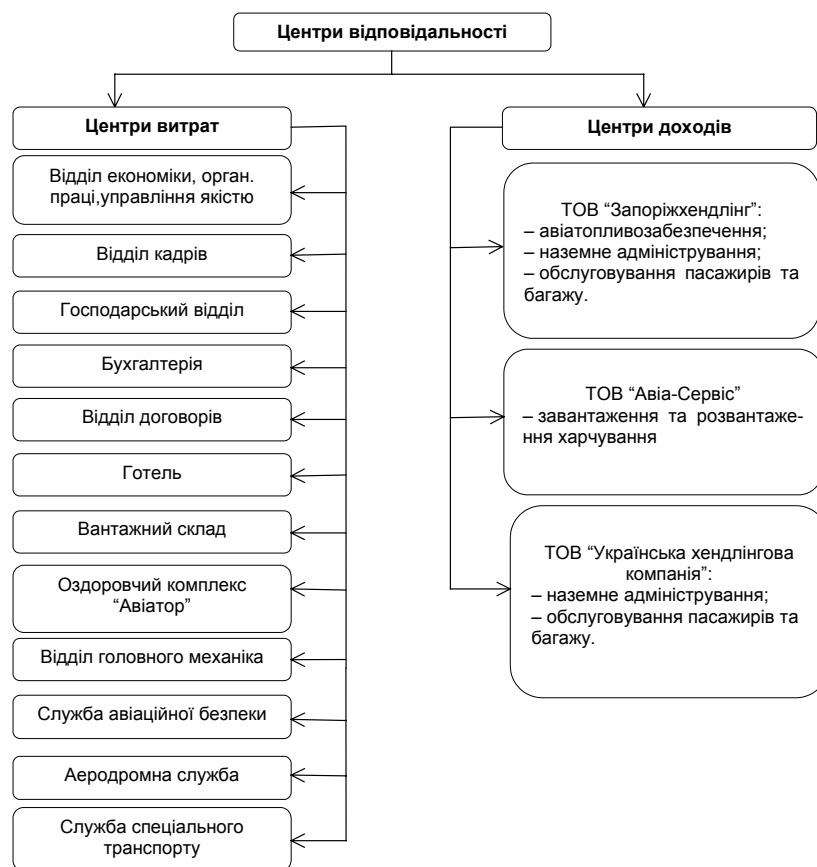 Центри відповідальності
Центри витрат
Відділ економіки, орган.
праці,управління якістю
Відділ кадрів
Господарський відділ
Бухгалтерія
Відділ договорів
Готель
Вантажний склад
Оздоровчий комплекс
“Авіатор”
Відділ головного механіка
Служба авіаційної безпеки
Аеродромна служба
Служба спеціального
транспорту
Центри доходів
ТОВ “Запоріжхендлінг”:
– авіатопливозабезпечення;
– наземне адміністрування;
– обслуговування пасажирів та
багажу.
ТОВ “Авіа-Сервіс”
– завантаження та розвантаже-
ння харчування
ТОВ “Українська хендлінгова
компанія”:
– наземне адміністрування;
– обслуговування пасажирів та
багажу.